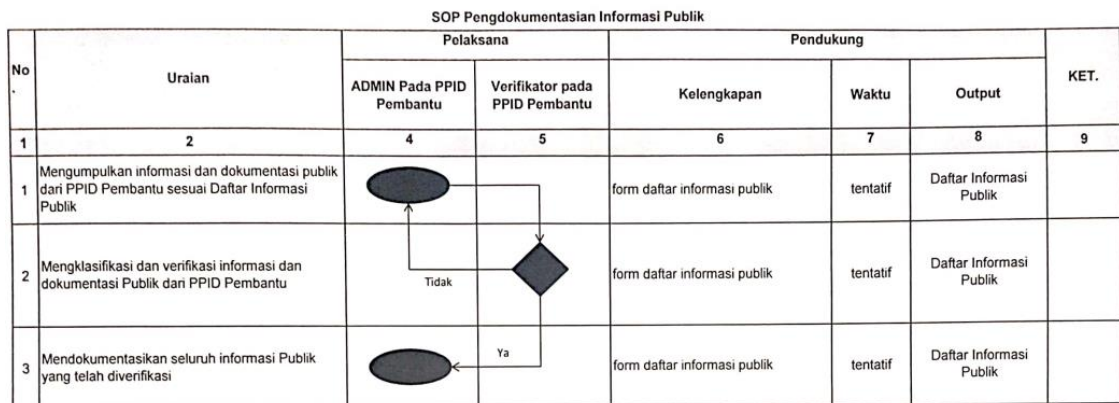 SOP Pengdokumentasian Informasi Publik
No
.
Uraian
Pelaksana
Pendukung
KET.
ADMIN Pada PPID
Pembantu
Verifikator pada
PPID Pembantu
Kelengkapan
Waktu
Output
1
2
4
5
6
7
8
9
1
Mengumpulkan informasi dan dokumentasi publik
dari PPID Pembantu sesuai Daftar Informasi
Publik
form daftar informasi publik
tentatif
Daftar Informasi
Publik
2
Mengklasifikasi dan verifikasi informasi dan
dokumentasi Publik dari PPID Pembantu
Tidak
form daftar informasi publik
tentatif
Daftar Informasi
Publik
3
Mendokumentasikan seluruh informasi Publik
yang telah diverifikasi
Ya
form daftar informasi publik
tentatif
Daftar Informasi
Publik